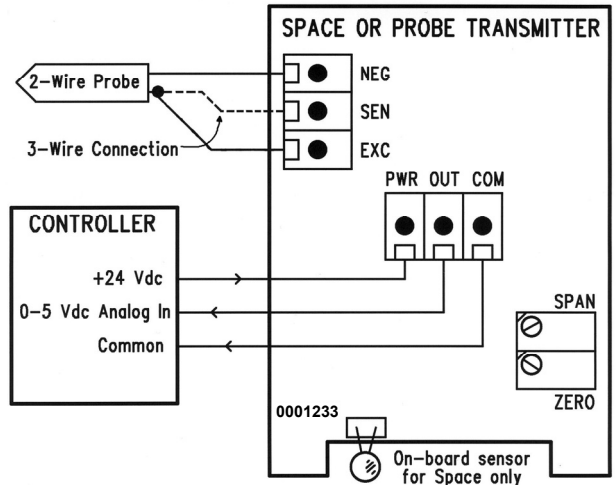 SPACE OR PROBE TRANSMITTER
2-Wire Probe
NEG
SEN
3-Wire Connection
EXC
PWR OUT COM
CONTROLLER
+24 Vdc
0-5 Vdc Analog In
Common
SPAN
ZERO
0001233
On-board sensor
for Space only